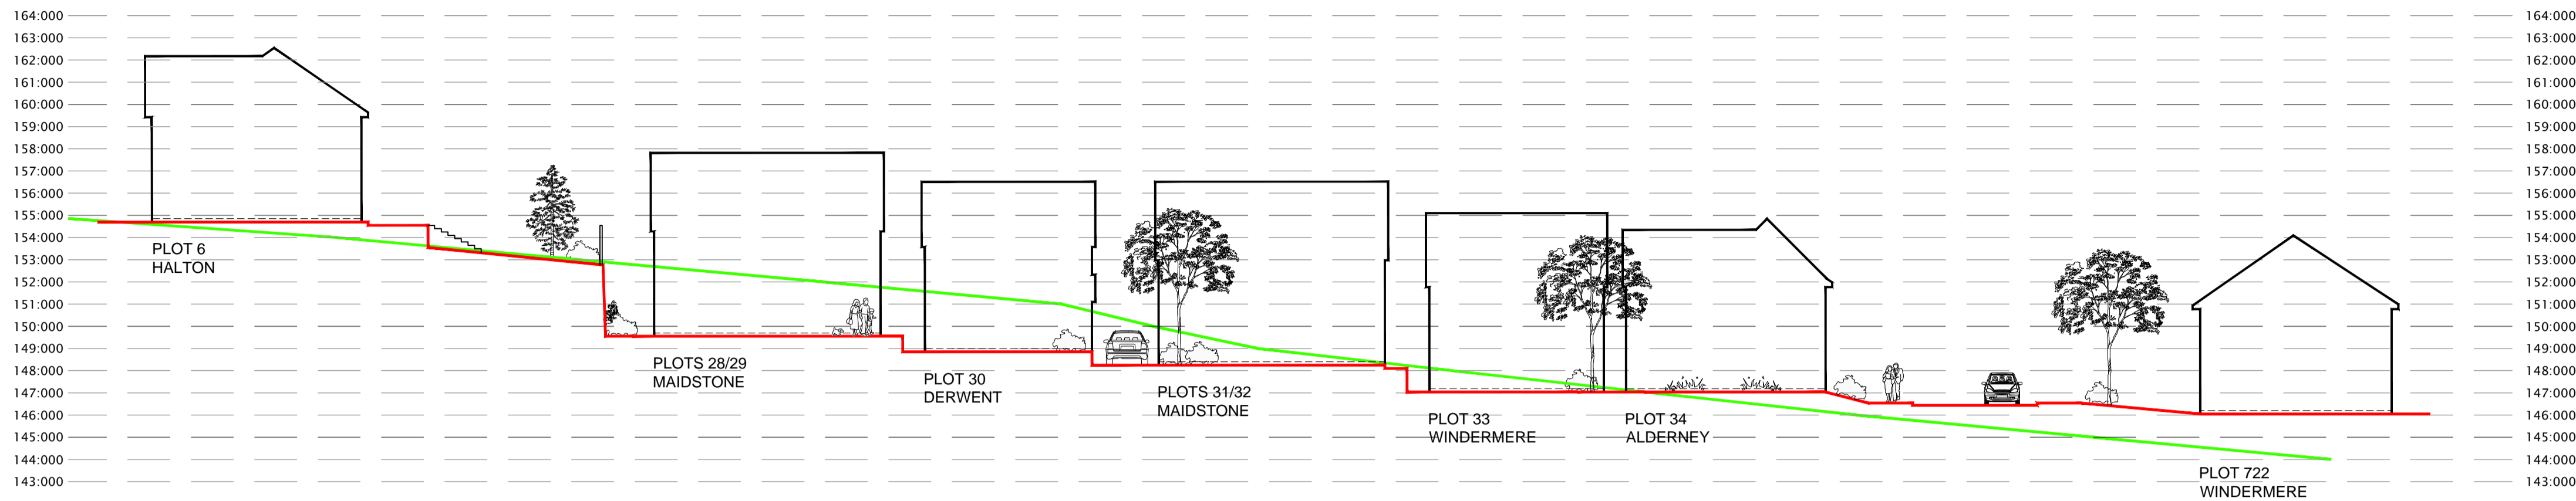 164:000 164:000
163:000 163:000
162:000 162:000
161:000 161:000
160:000 160:000
159:000 159:000
158:000 158:000
157:000 157:000
156:000 156:000
155:000 155:000
154:000 154:000
153:000 153:000
152:000 152:000
151:000 151:000
150:000 150:000
149:000 149:000
148:000 148:000
147:000 147:000
146:000 146:000
145:000 145:000
144:000 144:000
143:000 143:000
PLOT 6
HALTON
PLOTS 28/29
MAIDSTONE
PLOT 30
DERWENT
PLOTS 31/32
MAIDSTONE
PLOT 33
WINDERMERE
PLOT 34
ALDERNEY
PLOT 722
WINDERMERE